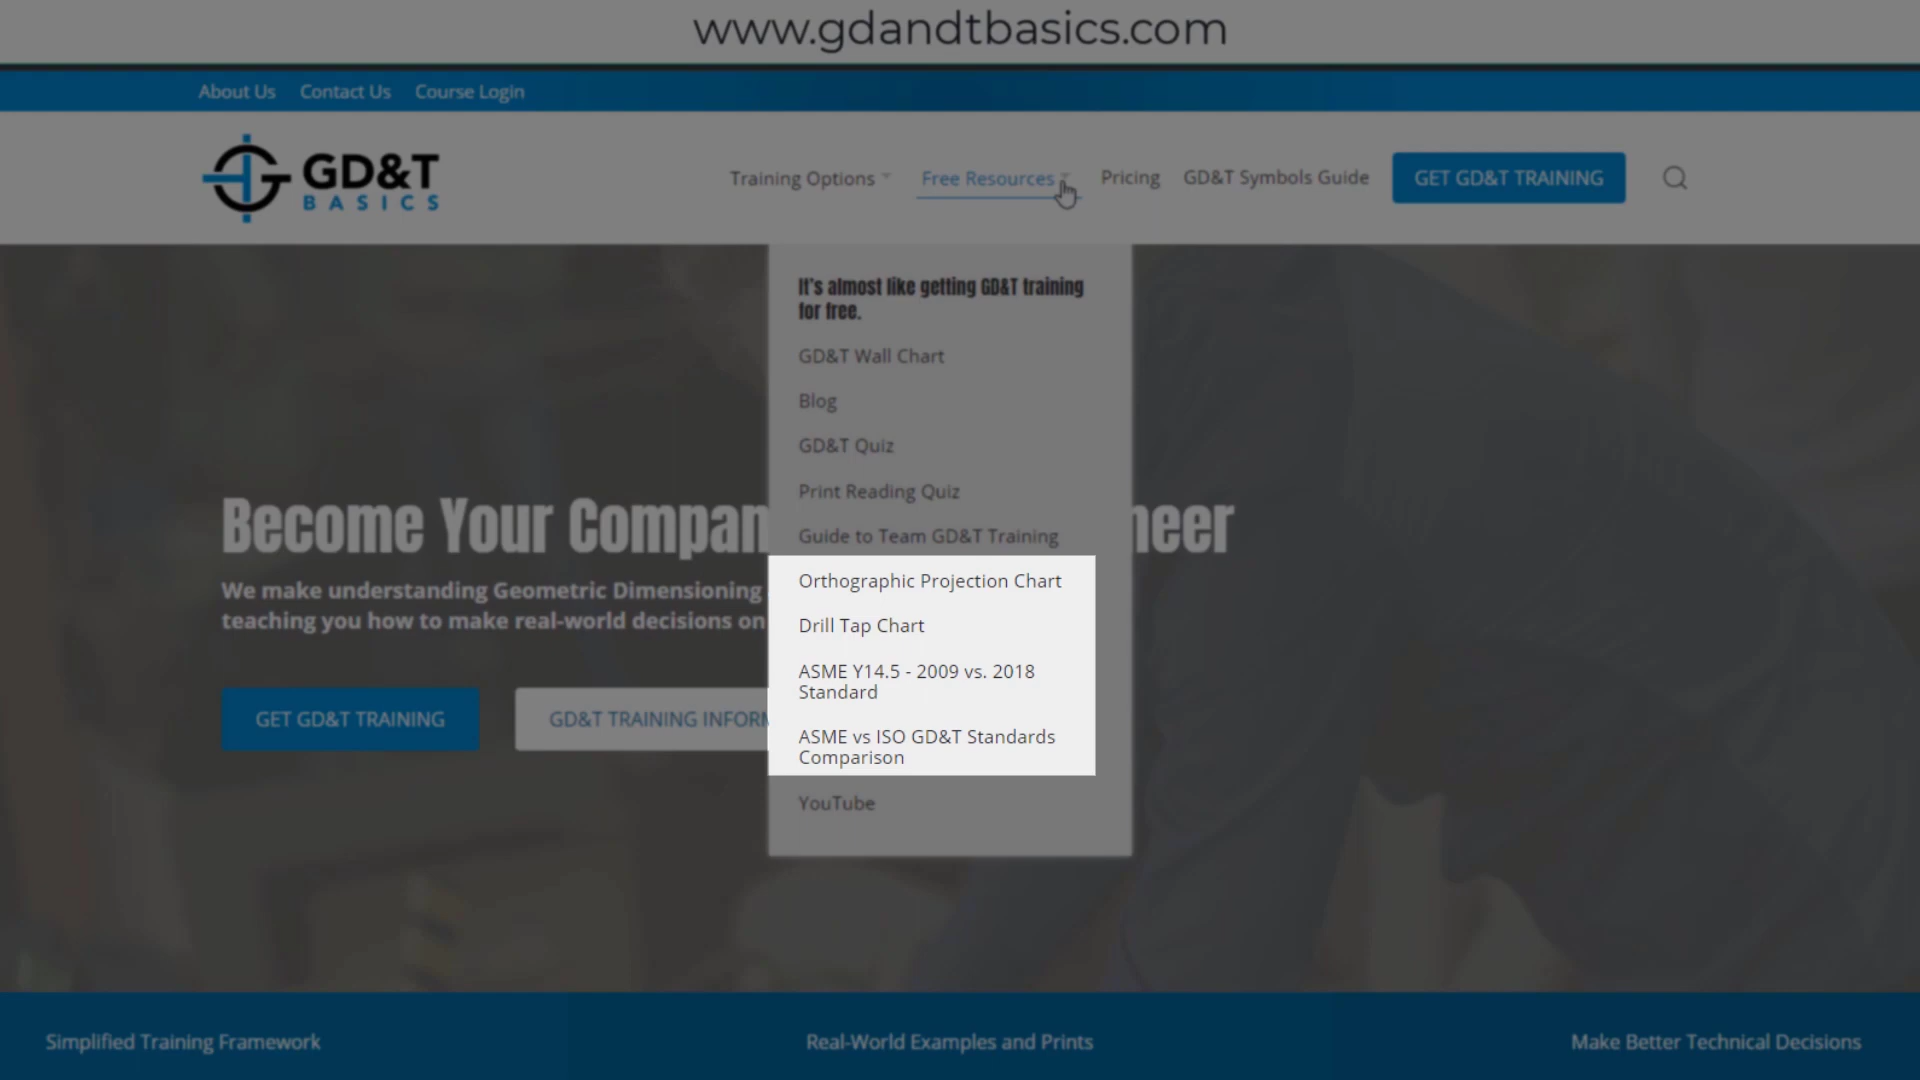 www.gdandtbasics.com
About Us Contact Us Course Login
GD&T
BASICS
Training Options Free Resources Pricing GD&T Symbols Guide GET GD&T TRAINING
It's almost like getting GD&T training
for free.
GD&T Wall Chart
Blog
GD&T Quiz
Print Reading Quiz
Guide to Team GD&T Training
Orthographic Projection Chart
Drill Tap Chart
ASME Y14.5 - 2009 vs. 2018
Standard
ASME vs ISO GD&T Standards
Comparison
YouTube
Become Your
We make understanding Geometric Dimensioning
teaching you how to make real-world decisions on
GET GD&T TRAINING GD&T TRAINING
Simplified Training Framework Real-World Examples and Prints Make Better Technical Decisions